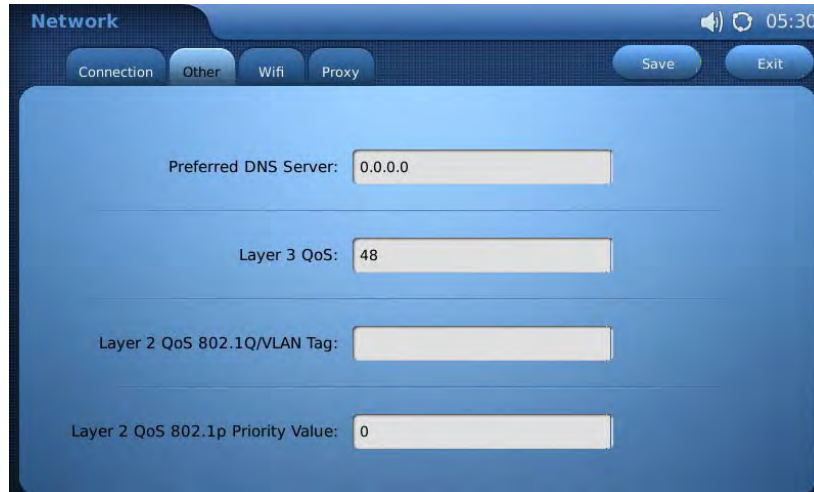 Network 05:30
Connection Other Wifi Proxy Save Exit
Preferred DNS Server: 0.0.0.0
Layer 3 QoS: 48
Layer 2 QoS 802.1Q/VLAN Tag:
Layer 2 QoS 802.1p Priority Value: 0